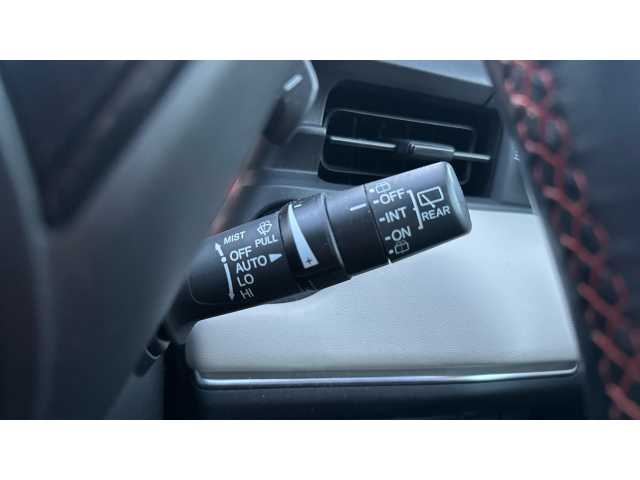 MIST
PULL
OFF
AUTO
LO
HI
OFF
INT
ON
REAR